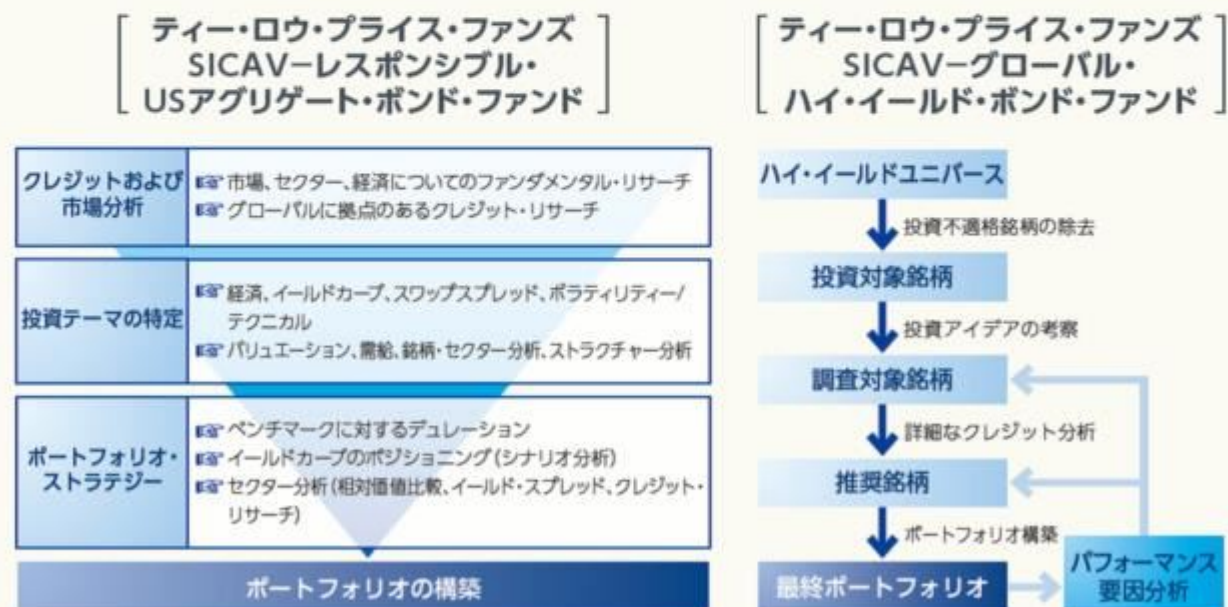 ティー・ロウ・プライス・ファンズ
SICAV−レスポンシブル・
USアグリゲート・ボンド・ファンド
クレジットおよび
市場分析
☞市場、セクター、経済についてのファンダメンタル・リサーチ
☞グローバルに拠点のあるクレジット・リサーチ
投資テーマの特定
☞経済、イールドカーブ、スワップスプレッド、ボラティリティー/
テクニカル
☞バリュエーション、需給、銘柄・セクター分析、ストラクチャー分析
ポートフォリオ・
ストラテジー
☞ベンチマークに対するデュレーション
☞イールドカーブのポジショニング(シナリオ分析)
☞セクター分析(相対価値比較、イールド・スプレッド、クレジット・
リサーチ)
ポートフォリオの構築
ティー・ロウ・プライス・ファンズ
SICAV−グローバル・
ハイ・イールド・ボンド・ファンド
ハイ・イールドユニバース
投資不適格銘柄の除去
投資対象銘柄
投資アイデアの考察
調査対象銘柄
詳細なクレジット分析
推奨銘柄
ポートフォリオ構築
最終ポートフォリオ
パフォーマンス
要因分析